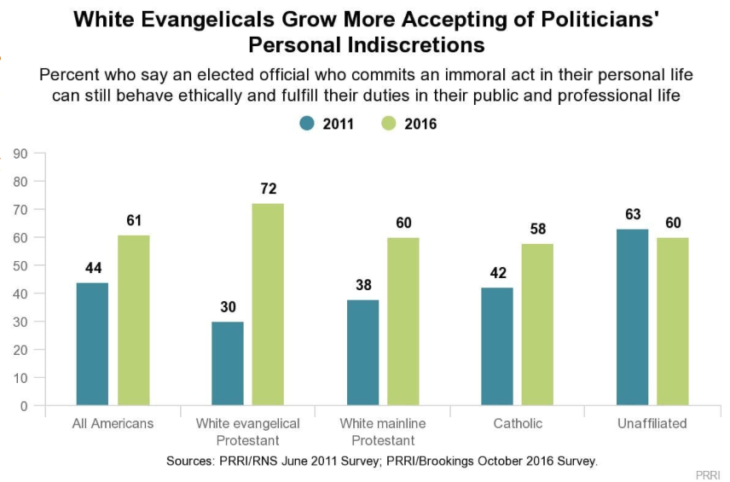 White Evangelicals Grow More Accepting of Politicians'
Personal Indiscretions
Percent who say an elected official who commits an immoral act in their personal life
can still behave ethically and fulfill their duties in their public and professional life
2011 2016
90
80
70
60
50
40
30
20
10
0
44 61
30 72
38 60
42 58
63 60
All Americans
White evangelical
Protestant
White mainline
Protestant
Catholic
Unaffiliated
Sources: PRRI/RNS June 2011 Survey; PRRI/Brookings October 2016 Survey.
PRRI